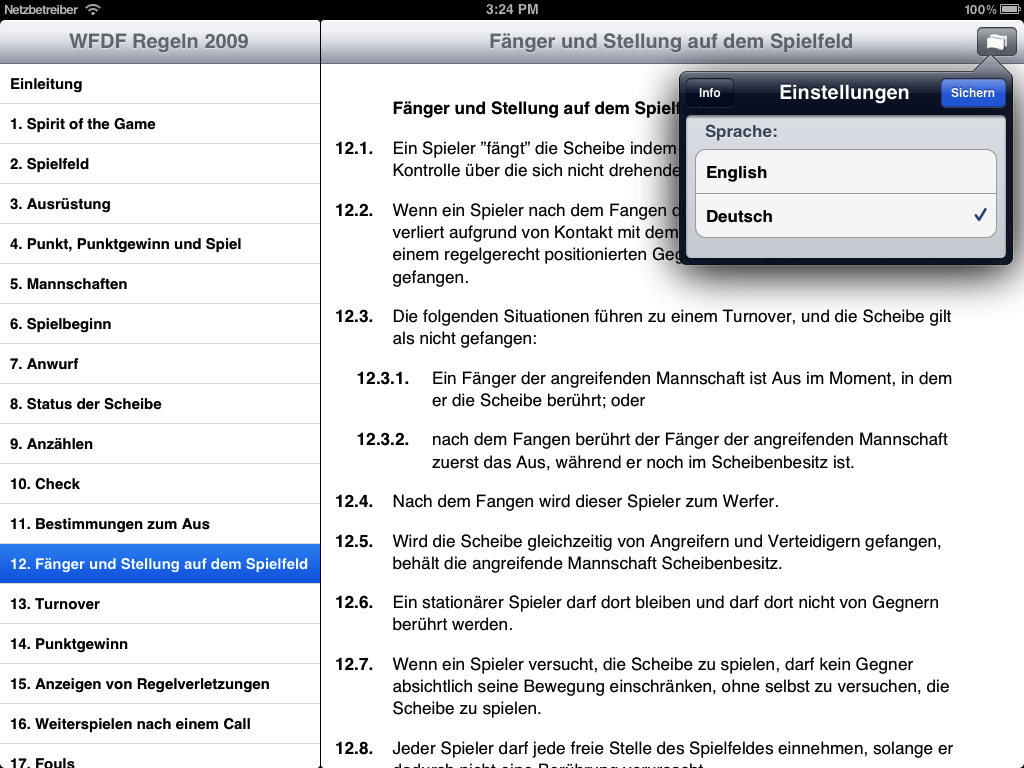 Netzbetreiber
3:24 PM
100%
WFDF Regeln 2009
Einleitung
1. Spirit of the Game
2. Spielfeld
3. Ausrüstung
4. Punkt, Punktgewinn und Spiel
5. Mannschaften
6. Spielbeginn
7. Anwurf
8. Status der Scheibe
9. Anzählen
10. Check
11. Bestimmungen zum Aus
12. Fänger und Stellung auf dem Spielfeld
13. Turnover
14. Punktgewinn
15. Anzeigen von Regelverletzungen
16. Weiterspielen nach einem Call
17. Fouls
Fänger und Stellung auf dem Spielfeld
Info
Einstellungen
Sichern
Sprache:
English
Deutsch
Fänger und Stellung auf dem
12.1. Ein Spieler ”fängt” die Scheibe indem
Kontrolle über die sich nicht drehende
12.2. Wenn ein Spieler nach dem Fangen
verliert aufgrund von Kontakt mit dem
einem regelgerecht positionierten
gefangen.
12.3. Die folgenden Situationen führen zu einem Turnover, und die Scheibe gilt
als nicht gefangen:
12.3.1. Ein Fänger der angreifenden Mannschaft ist Aus im Moment, in dem
er die Scheibe berührt; oder
12.3.2. nach dem Fangen berührt der Fänger der angreifenden Mannschaft
zuerst das Aus, während er noch im Scheibenbesitz ist.
12.4. Nach dem Fangen wird dieser Spieler zum Werfer.
12.5. Wird die Scheibe gleichzeitig von Angreifern und Verteidigern gefangen,
behält die angreifende Mannschaft Scheibenbesitz.
12.6. Ein stationärer Spieler darf dort bleiben und darf dort nicht von Gegnern
berührt werden.
12.7. Wenn ein Spieler versucht, die Scheibe zu spielen, darf kein Gegner
absichtlich seine Bewegung einschränken, ohne selbst zu versuchen, die
Scheibe zu spielen.
12.8. Jeder Spieler darf jede freie Stelle des Spielfeldes einnehmen, solange er
dadurch nicht eine Berührung verursacht.